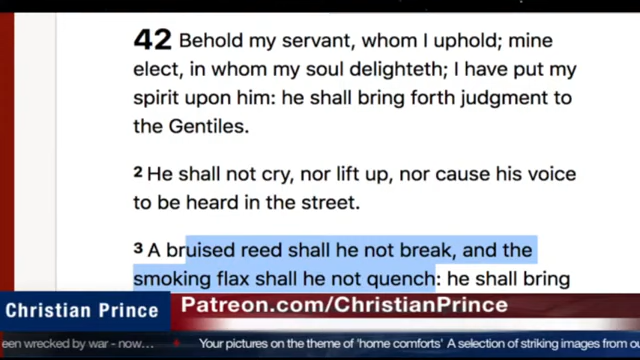 42 Behold my servant, whom I uphold; mine
elect, in whom my soul delighteth; I have put my
spirit upon him: he shall bring forth judgment to
the Gentiles.
2 He shall not cry, nor lift up, nor cause his voice
to be heard in the street.
3 A bruised reed shall he not break, and the
smoking flax shall he not quench: he shall bring
Christian Prince
Patreon.com/ChristianPrince
een wrecked by war - now... Your pictures on the theme of 'home comforts' A selection of striking images from ou